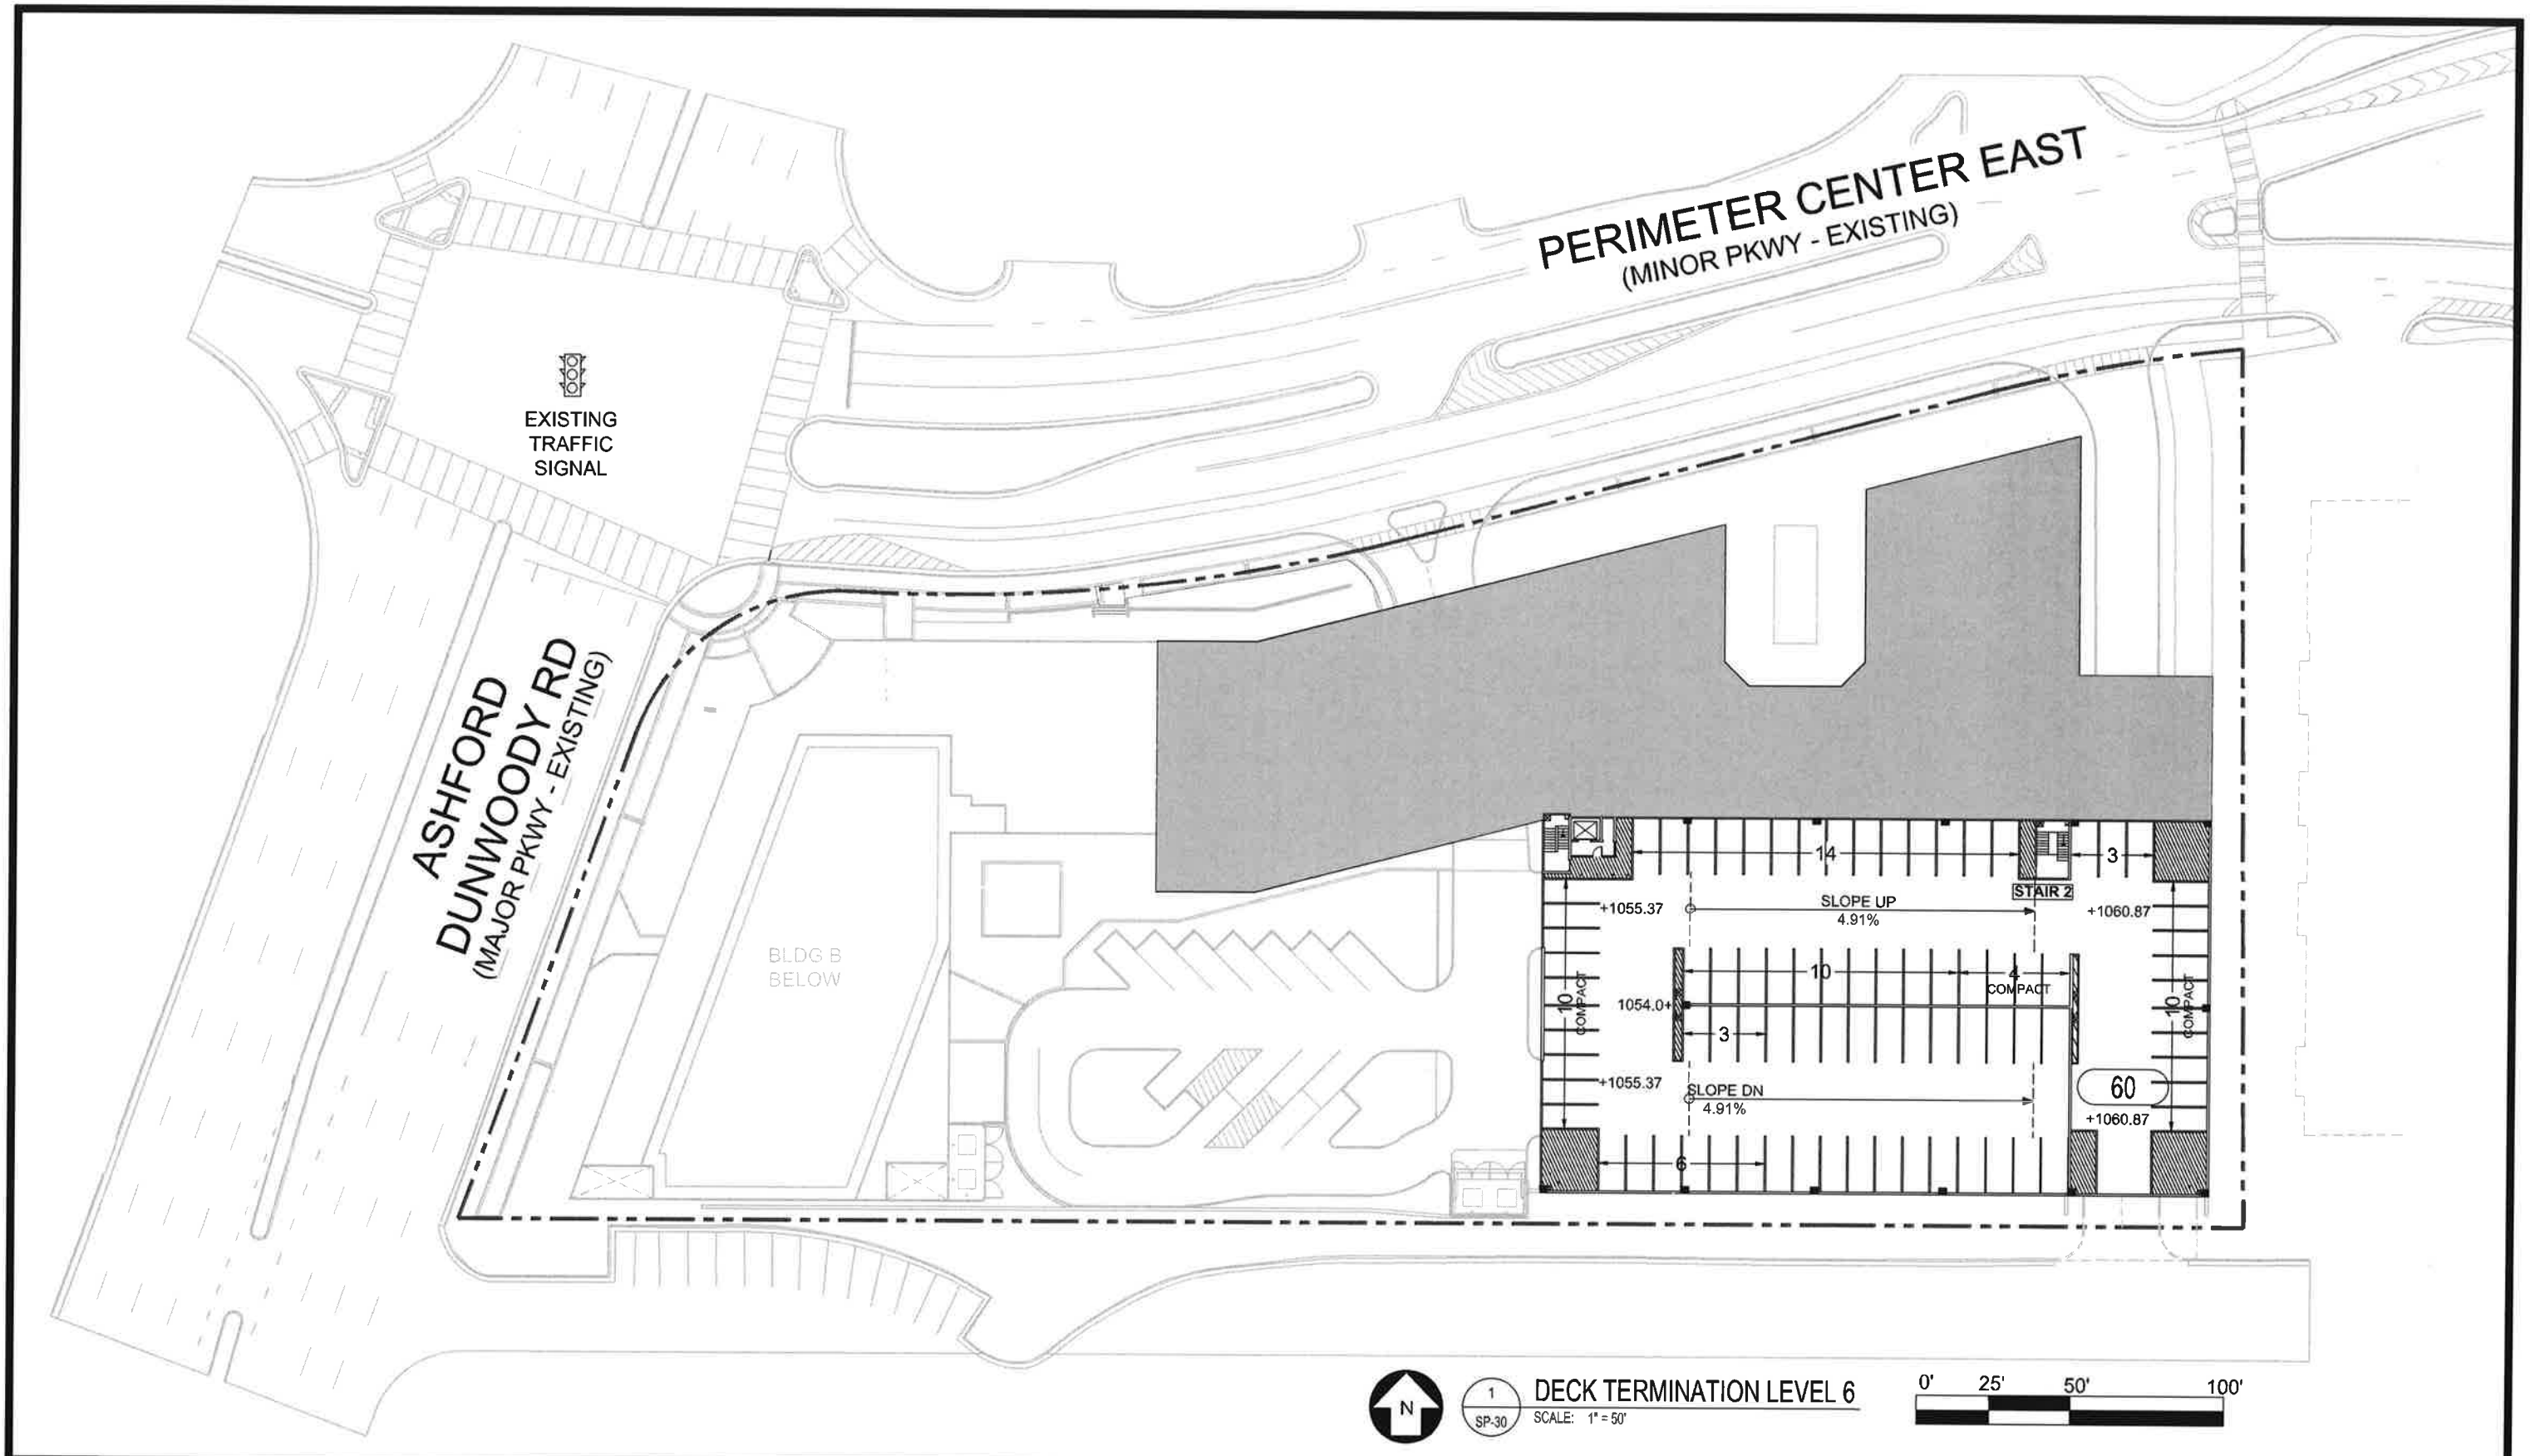 PERIMETER CENTER EAST
(MINOR PKWY - EXISTING)
EXISTING
TRAFFIC
SIGNAL
ASHFORD
DUNWOODY RD
(MAJOR PKWY - EXISTING)
BLDG B
BELOW
14
3
STAIR 2
+1055.37
SLOPE UP
4.91%
+1060.87
10
COMPACT
10
4
COMPACT
1054.0+
3
10
COMPACT
+1055.37
SLOPE DN
4.91%
60
+1060.87
6
N
1
SP-30
DECK TERMINATION LEVEL 6
SCALE: 1" = 50'
0' 25' 50' 100'